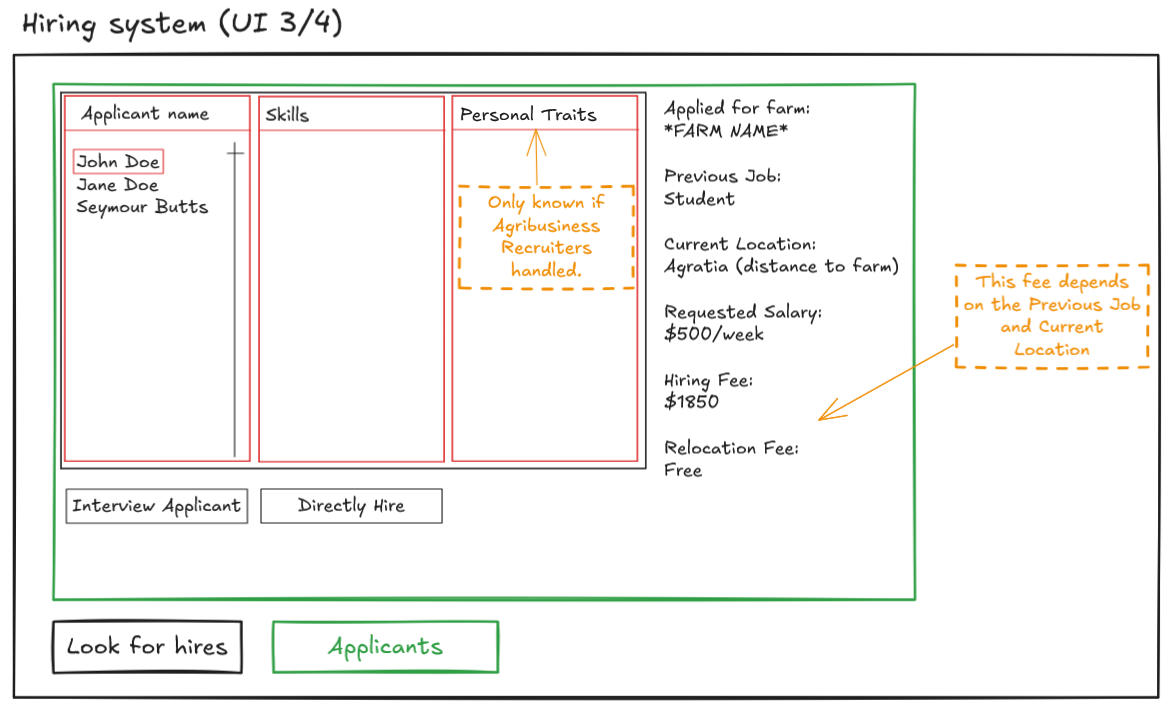 Hiring system (UI 3/4)
Applicant name
Skills
Personal Traits
John Doe
Jane Doe
Seymour Butts
Only known if
Agribusiness
Recruiters
handled.
Applied for farm:
*FARM NAME*
Previous Job:
Student
Current Location:
Agratia (distance to farm)
Requested Salary:
$500/week
Hiring Fee:
$1850
Relocation Fee:
Free
This fee depends
on the Previous Job
and Current
Location
Interview Applicant
Directly Hire
Look for hires
Applicants